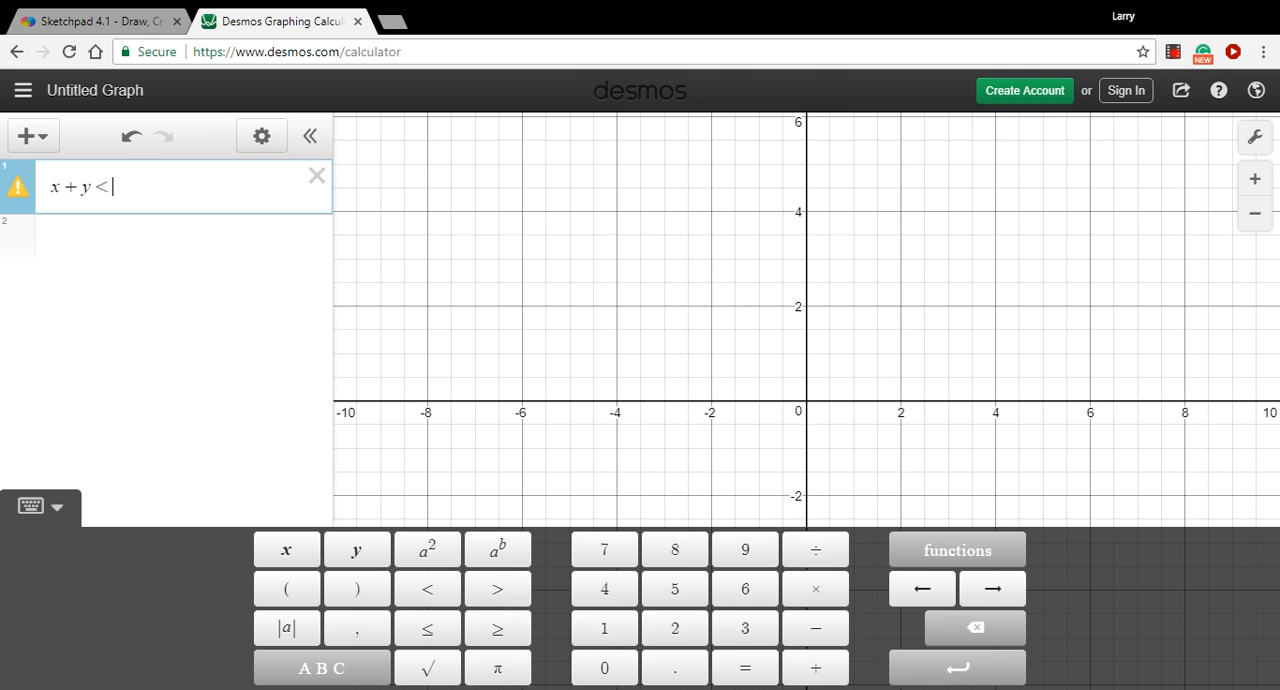 Larry
Sketchpad 4.1 - Draw, Cr
Desmos Graphing Calcul
Secure https://www.desmos.com/calculator
NEW
Untitled Graph
desmos
Create Account or Sign In
1
x + y <
2
6
4
2
-10 -8 -6 -4 -2 0 2 4 6 8 10
-2
x y a² aᵇ 7 8 9 ÷ functions
( ) < > 4 5 6 × ← →
|a| , ≤ ≥ 1 2 3 −
A B C √ π 0 . = +